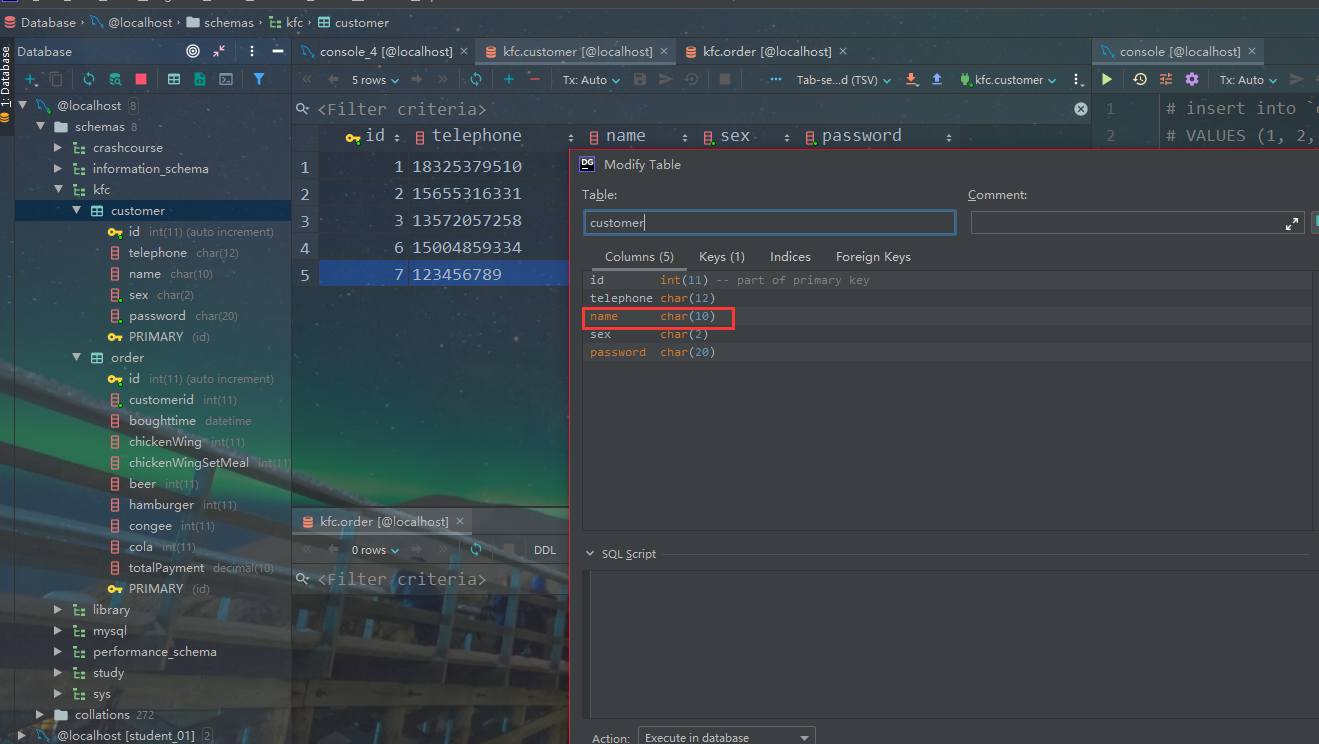 Database @localhost schemas kfc customer
1: Database
Database
@localhost 8
schemas 8
crashcourse
information_schema
kfc
customer
id int(11) (auto increment)
telephone char(12)
name char(10)
sex char(2)
password char(20)
PRIMARY (id)
order
id int(11) (auto increment)
customerid int(11)
boughttime datetime
chickenWing int(11)
chickenWingSetMeal int(11)
beer int(11)
hamburger int(11)
congee int(11)
cola int(11)
totalPayment decimal(10)
PRIMARY (id)
library
mysql
performance_schema
study
sys
collations 272
@localhost [student_01] 2
console_4 [@localhost] kfc.customer [@localhost] kfc.order [@localhost]
5 rows Tx: Auto Tab-se...d (TSV) kfc.customer
<Filter criteria>
id telephone name sex password
1 1 18325379510
2 2 15655316331
3 3 13572057258
4 6 15004859334
5 7 123456789
kfc.order [@localhost]
0 rows DDL
<Filter criteria>
console [@localhost]
Tx: Auto
1 # insert into `
2 # VALUES (1, 2,
DG Modify Table
Table: Comment:
customer
Columns (5) Keys (1) Indices Foreign Keys
id int(11) -- part of primary key
telephone char(12)
name char(10)
sex char(2)
password char(20)
SQL Script
Action: Execute in database